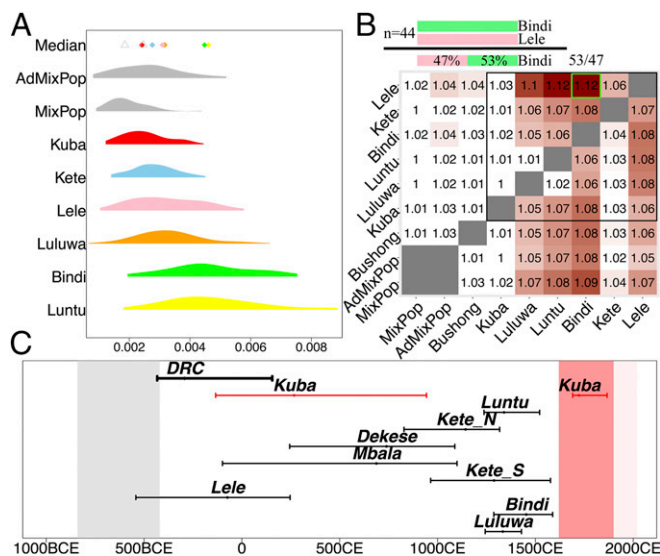 A
Median
AdMixPop
MixPop
Kuba
Kete
Lele
Luluwa
Bindi
Luntu
0.002 0.004 0.006 0.008
B
n=44
Bindi
Lele
47% 53% Bindi 53/47
Lele 1.02 1.04 1.04 1.03 1.1 1.12 1.12 1.06
Kete 1 1.02 1.01 1.01 1.06 1.07 1.08 1.07
Bindi 1.02 1.04 1.03 1.02 1.05 1.06 1.04 1.08
Luntu 1 1.02 1.01 1.01 1.01 1.06 1.03 1.08
Luluwa 1 1.02 1.01 1 1.02 1.06 1.03 1.08
Kuba 1.01 1.03 1.01 1.05 1.07 1.08 1.03 1.06
Bushong 1.01 1.03 1.02 1.05 1.07 1.08 1.04 1.06
AdMixPop 1.01 1 1.05 1.07 1.08 1.02 1.05
MixPop 1.03 1.02 1.07 1.08 1.09 1.04 1.07
MixPop AdMixPop Bushong Kuba Luluwa Luntu Bindi Kete Lele
C
DRC
Kuba Kuba
Luntu
Kete_N
Dekese
Mbala
Kete_S
Lele
Bindi
Luluwa
1000BCE 500BCE 0 500CE 1000CE 1500CE 2000CE